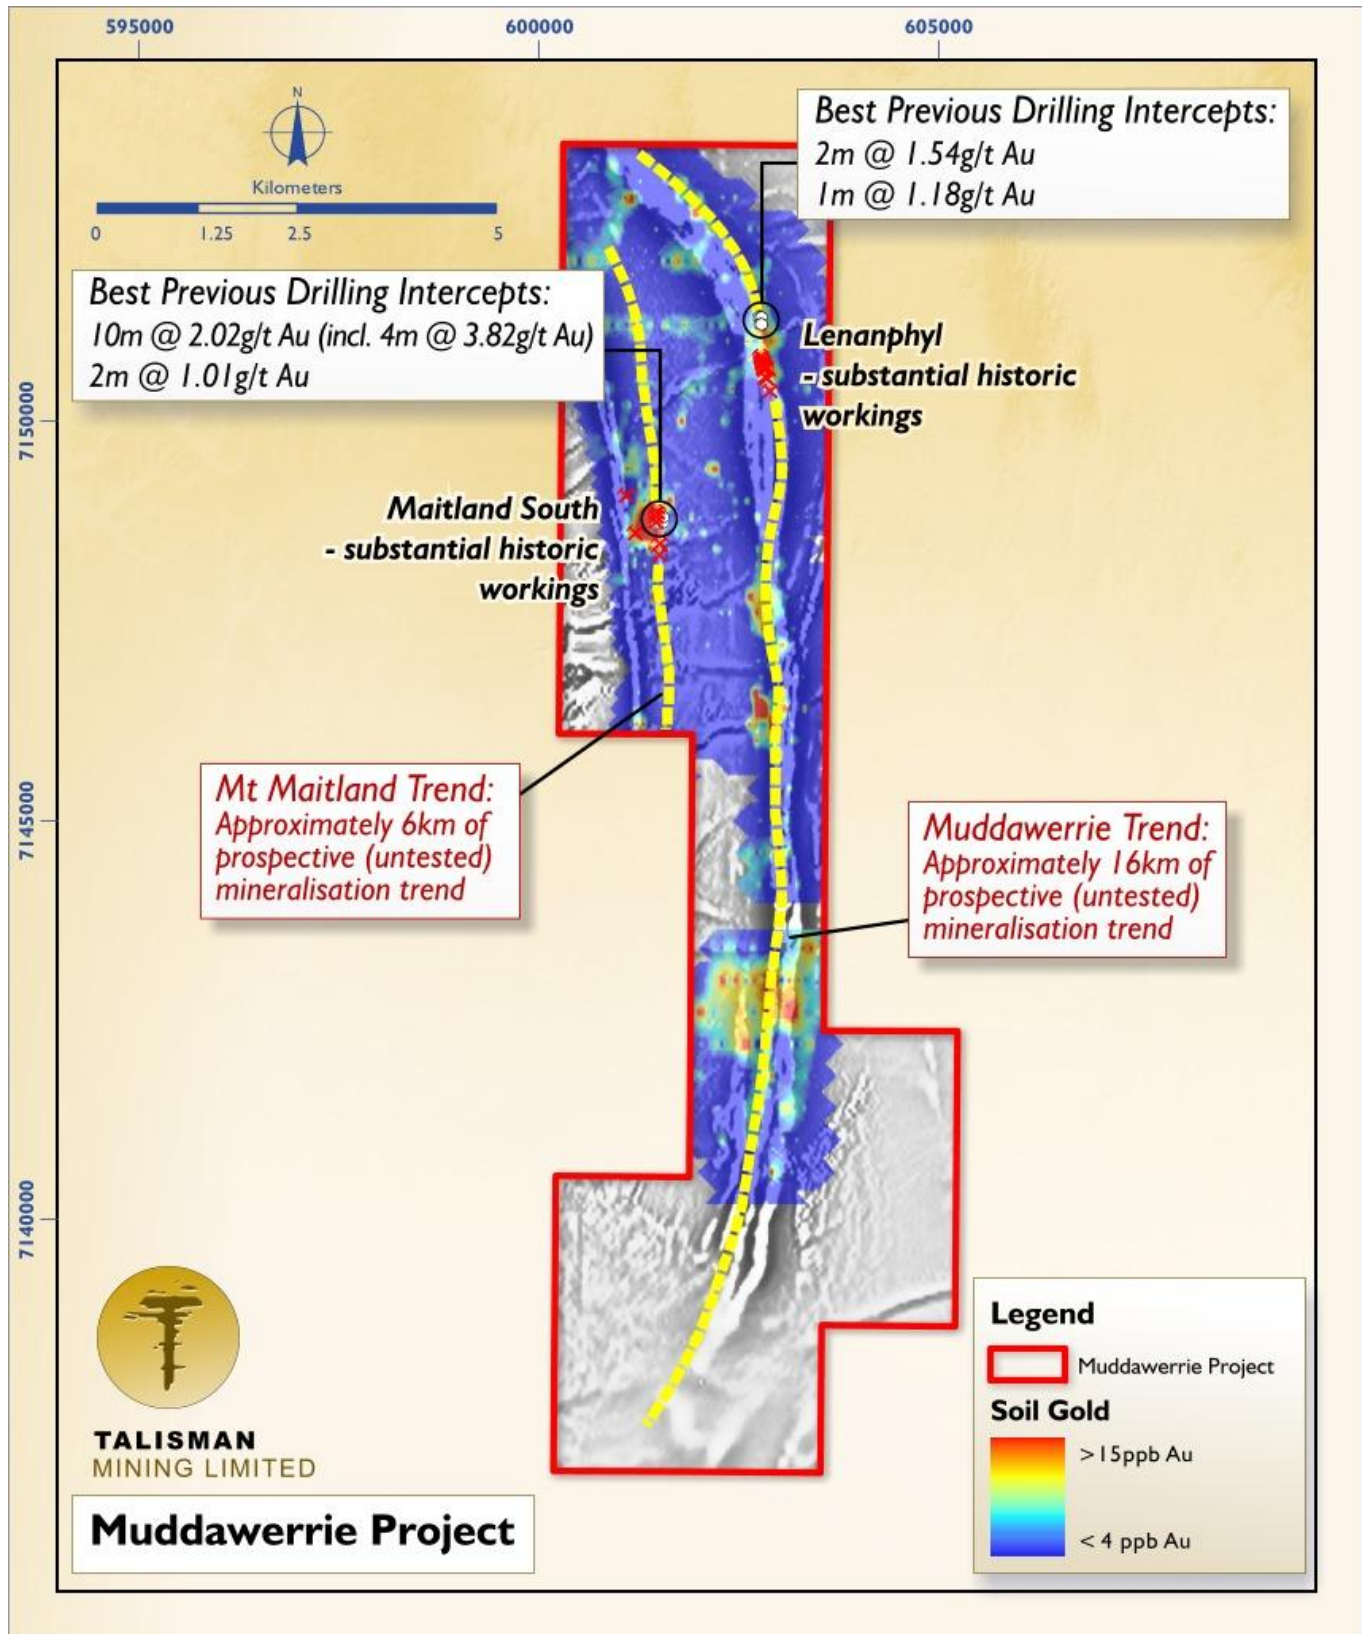 595000
600000
605000
N
Kilometers
0
1.25
2.5
5
Best Previous Drilling Intercepts:
2m @ 1.54g/t Au
1m @ 1.18g/t Au
Best Previous Drilling Intercepts:
10m @ 2.02g/t Au (incl. 4m @ 3.82g/t Au)
2m @ 1.01g/t Au
Lenanphyl
- substantial historic
workings
7150000
Maitland South
- substantial historic
workings
Mt Maitland Trend:
Approximately 6km of
prospective (untested)
mineralisation trend
7145000
Muddawerrie Trend:
Approximately 16km of
prospective (untested)
mineralisation trend
7140000
TALISMAN
MINING LIMITED
Muddawerrie Project
Legend
Muddawerrie Project
Soil Gold
>15ppb Au
< 4 ppb Au